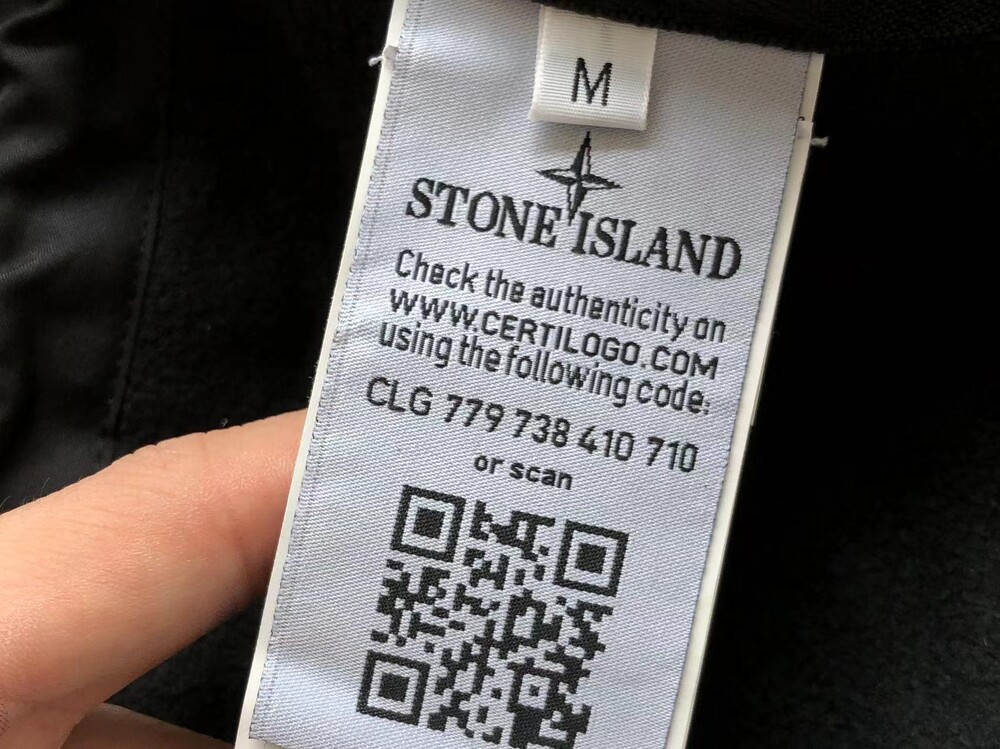 M
STONE ISLAND
Check the authenticity on
WWW.CERTILOGO.COM
using the following code:
CLG 779 738 410 710
or scan